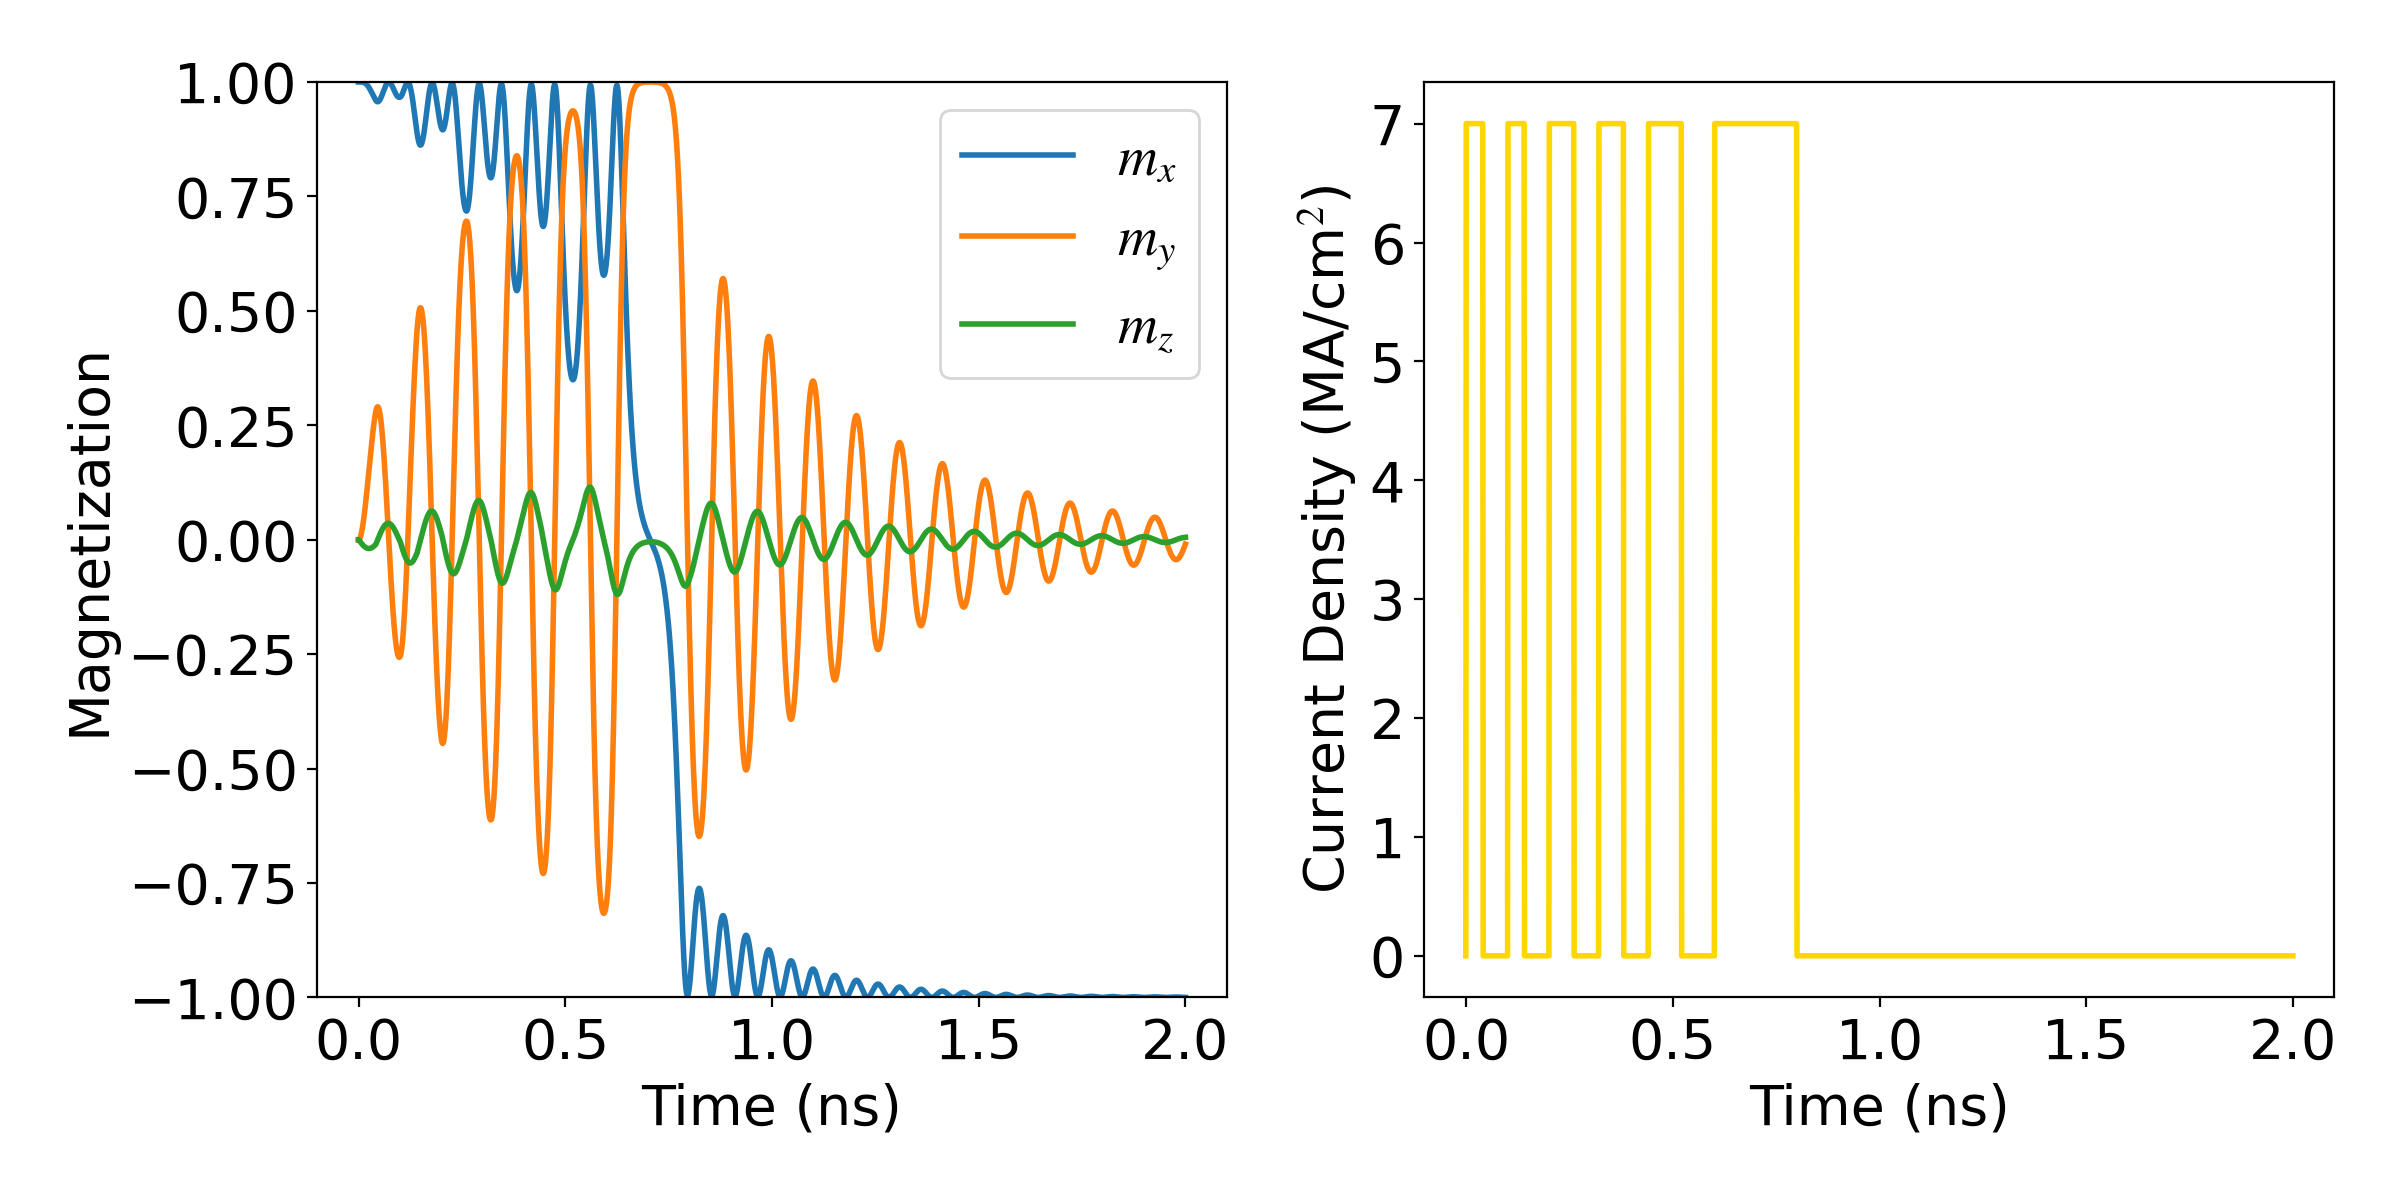 1.00
0.75
0.50
0.25
0.00
−0.25
−0.50
−0.75
−1.00
Magnetization
0.0 0.5 1.0 1.5 2.0
Time (ns)
m_x
m_y
m_z
7
6
5
4
3
2
1
0
Current Density (MA/cm²)
0.0 0.5 1.0 1.5 2.0
Time (ns)